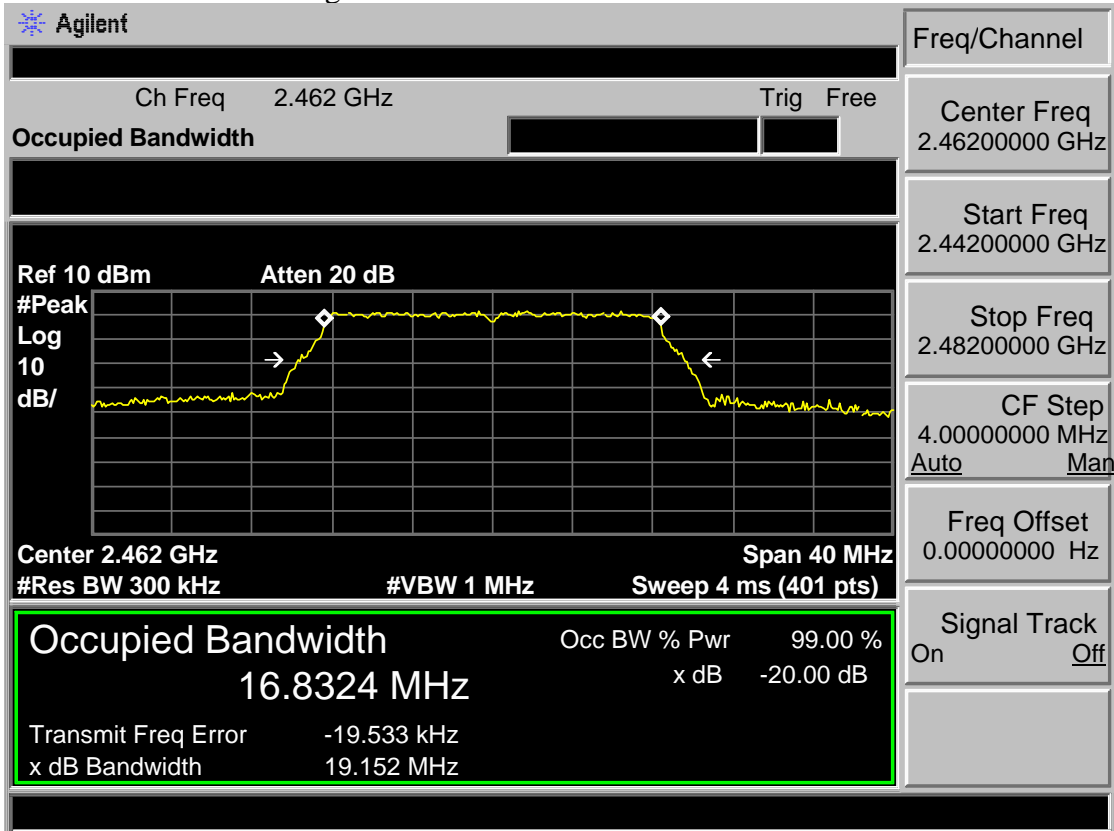 Agilent
Freq/Channel
Ch Freq 2.462 GHz Trig Free
Occupied Bandwidth
Center Freq
2.46200000 GHz
Start Freq
2.44200000 GHz
Stop Freq
2.48200000 GHz
CF Step
4.00000000 MHz
Auto Man
Freq Offset
0.00000000 Hz
Signal Track
On Off
Ref 10 dBm Atten 20 dB
#Peak
Log
10
dB/
Center 2.462 GHz Span 40 MHz
#Res BW 300 kHz #VBW 1 MHz Sweep 4 ms (401 pts)
Occupied Bandwidth Occ BW % Pwr 99.00 %
16.8324 MHz x dB -20.00 dB
Transmit Freq Error -19.533 kHz
x dB Bandwidth 19.152 MHz